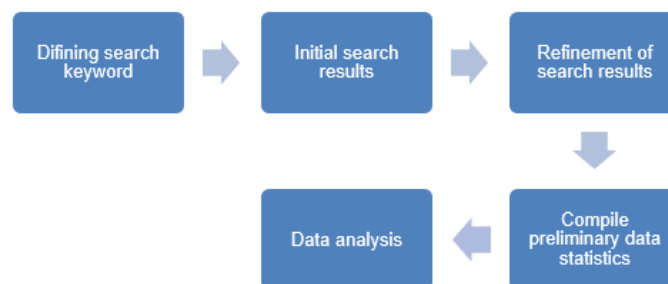 Difining search
keyword
Initial search
results
Refinement of
search results
Compile
preliminary data
statistics
Data analysis